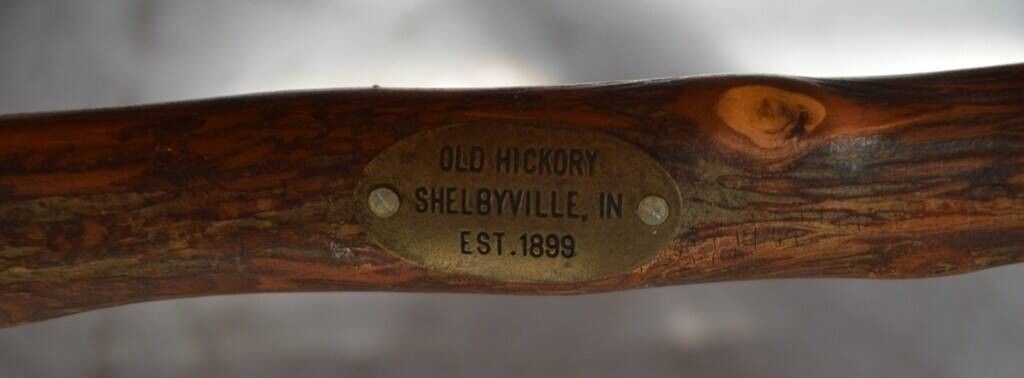 OLD HICKORY
SHELBYVILLE, IN
EST. 1899